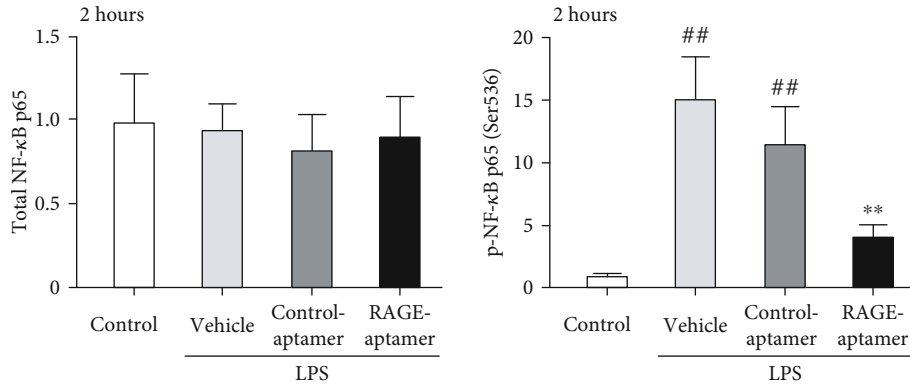 2 hours
Total NF-κB p65
1.5
1.0
0.5
0
Control
Vehicle
Control-
aptamer
RAGE-
aptamer
LPS
2 hours
p-NF-κB p65 (Ser536)
20
15
10
5
0
##
##
**
Control
Vehicle
Control-
aptamer
RAGE-
aptamer
LPS